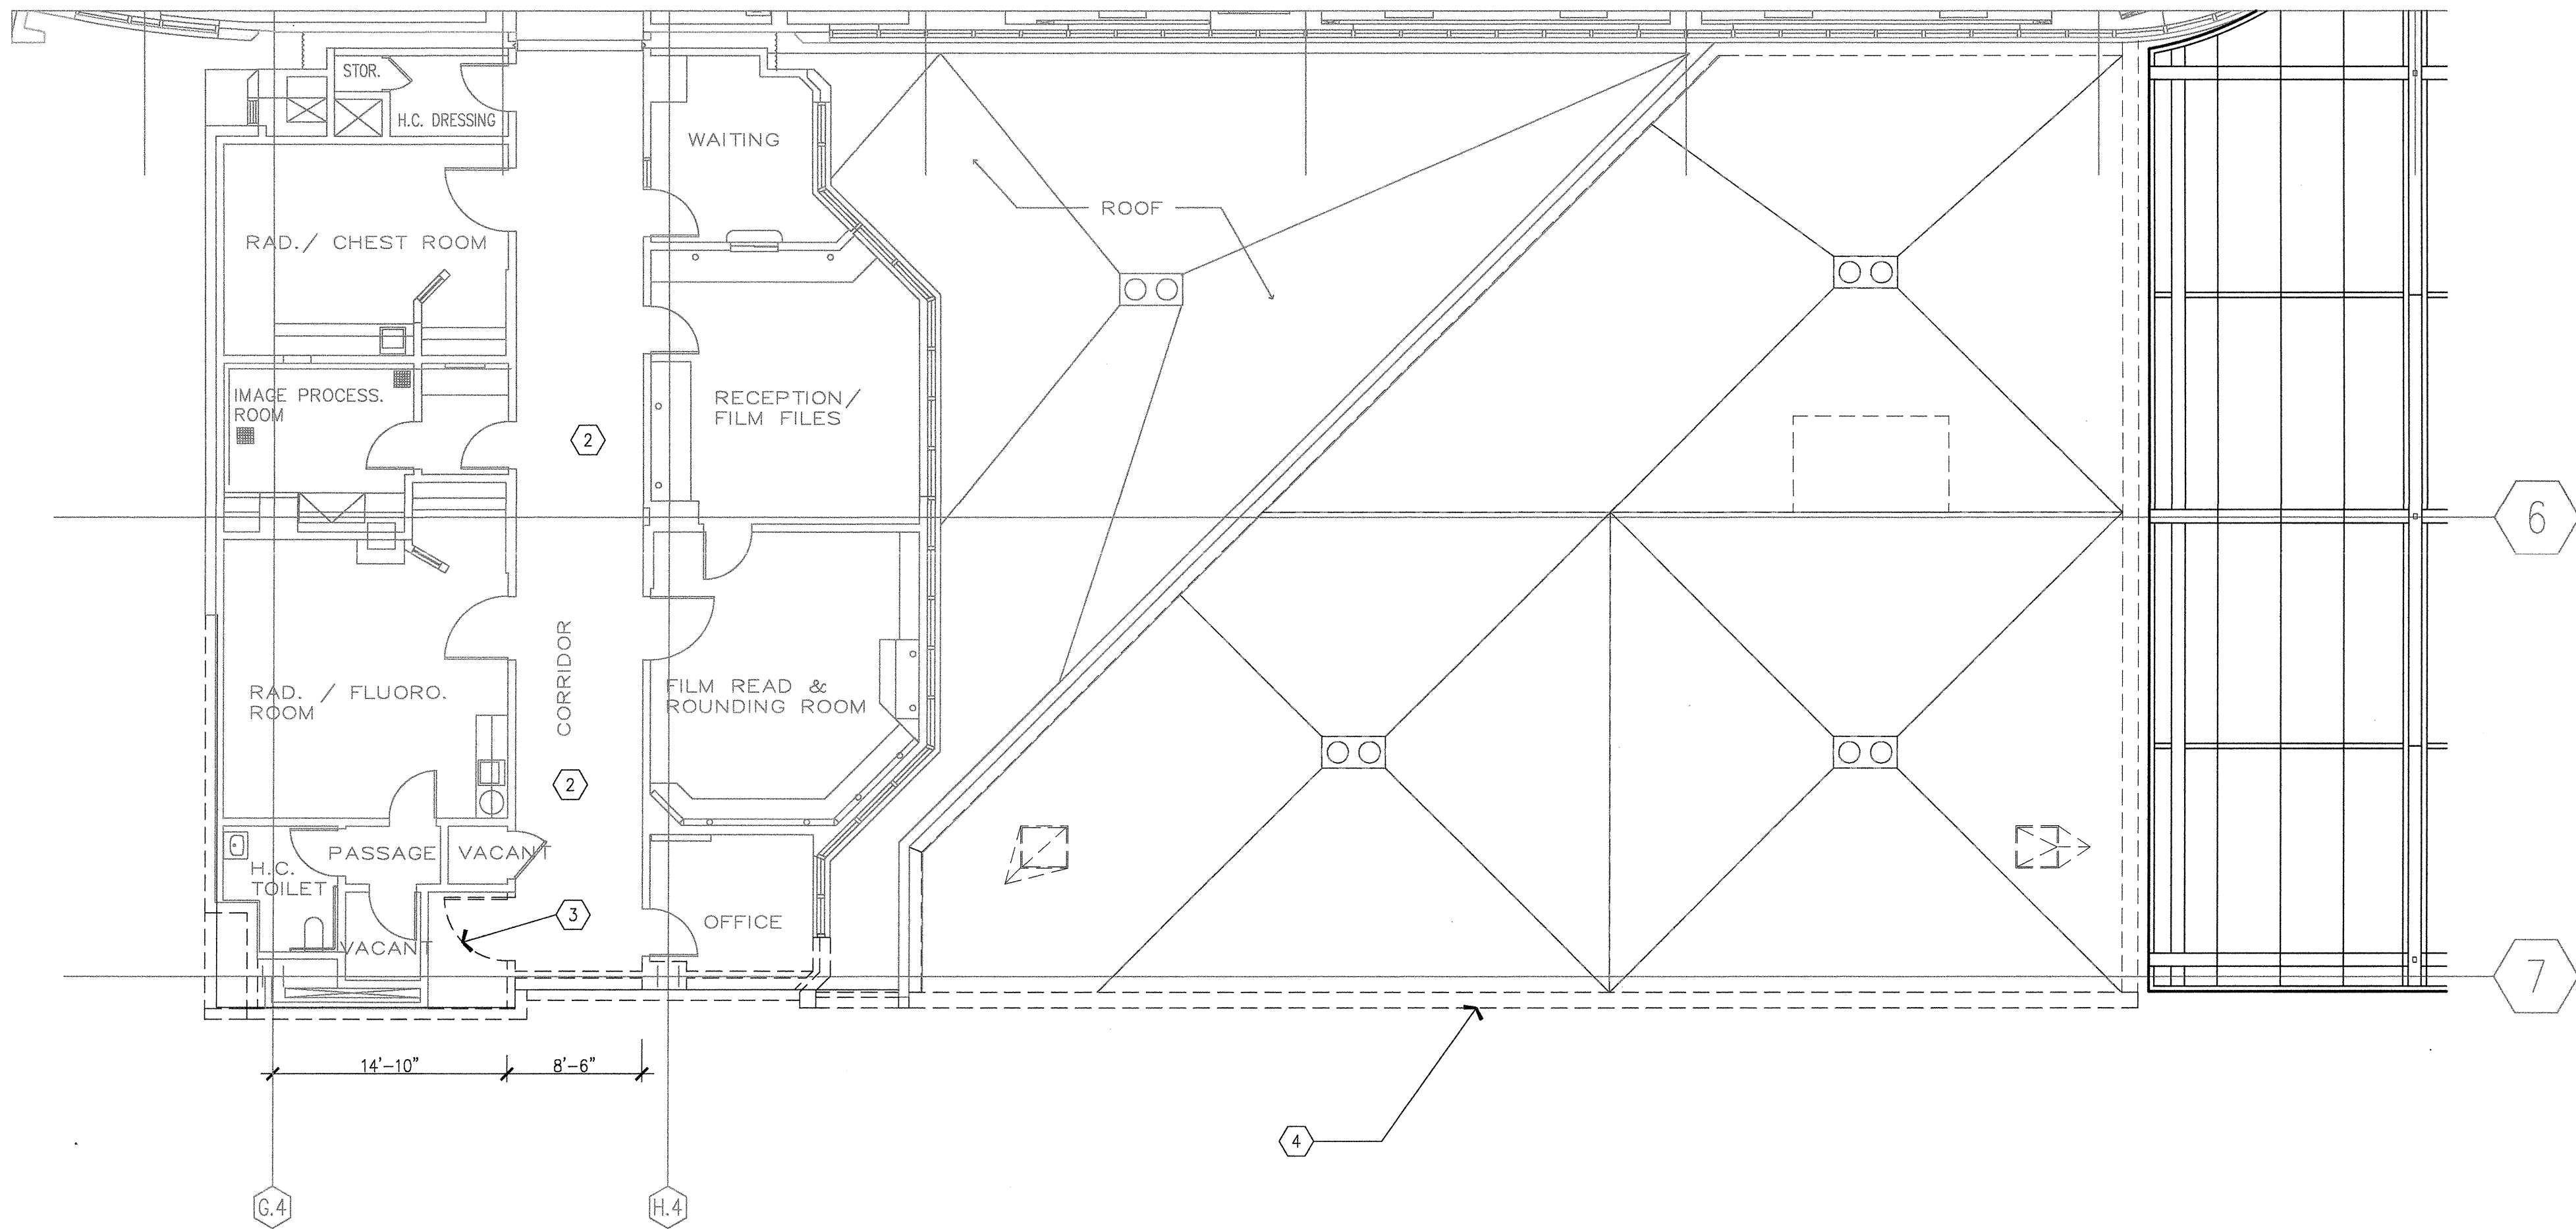 STOR.
H.C. DRESSING
WAITING
ROOF
RAD./ CHEST ROOM
IMAGE PROCESS.
ROOM
RECEPTION/
FILM FILES
2
6
CORRIDOR
RAD. / FLUORO.
ROOM
FILM READ &
ROUNDING ROOM
2
PASSAGE
VACANT
H.C.
TOILET
3
OFFICE
VACANT
7
14'-10"
8'-6"
4
G.4
H.4